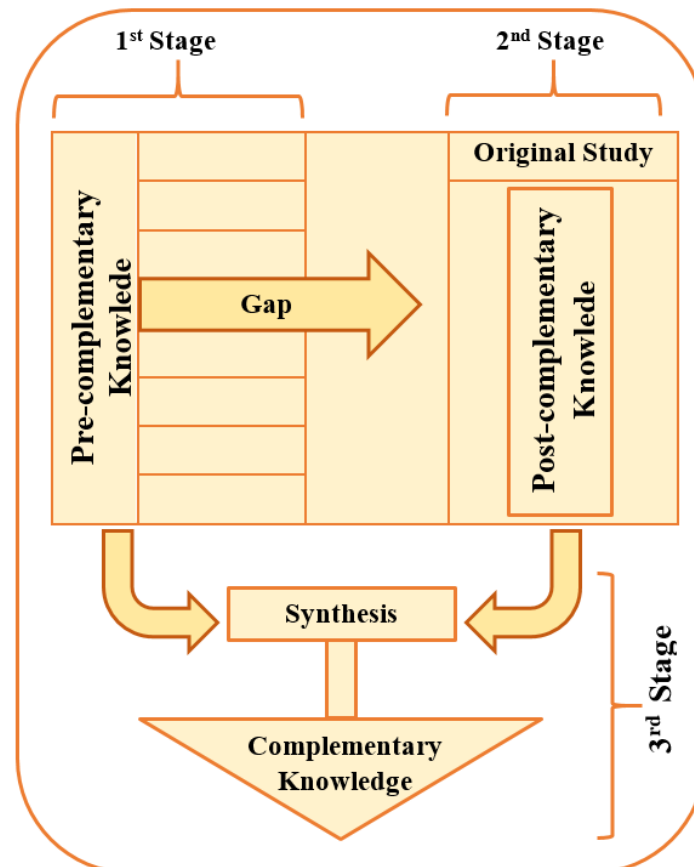 1st Stage
2nd Stage
Original Study
Pre-complementary
Knowlede
Gap
Post-complementary
Knowlede
Synthesis
3rd Stage
Complementary
Knowledge